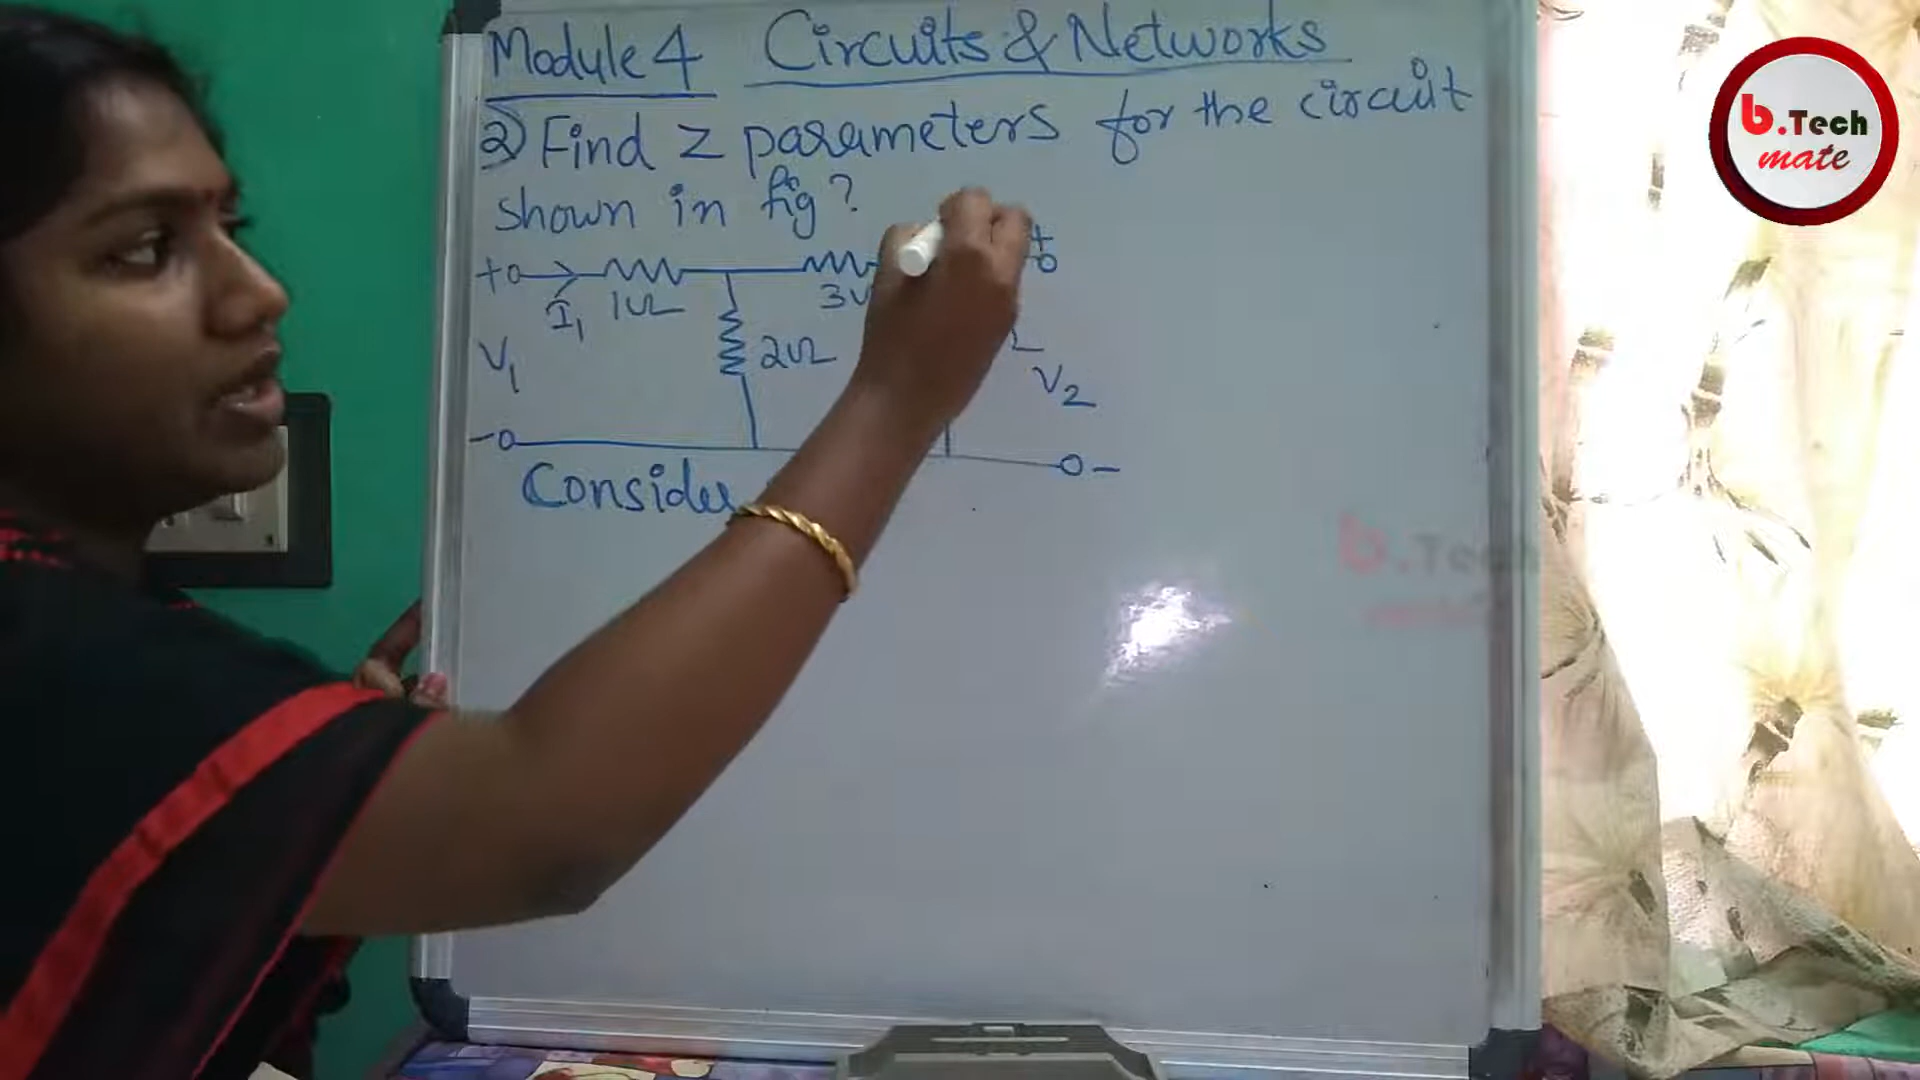 Module 4 Circuits & Networks
2) Find Z parameters for the circuit
shown in fig?
+ +
I1 1Ω 2Ω
V1 V2
- -
Consider
b.Tech
mate
b.Tech